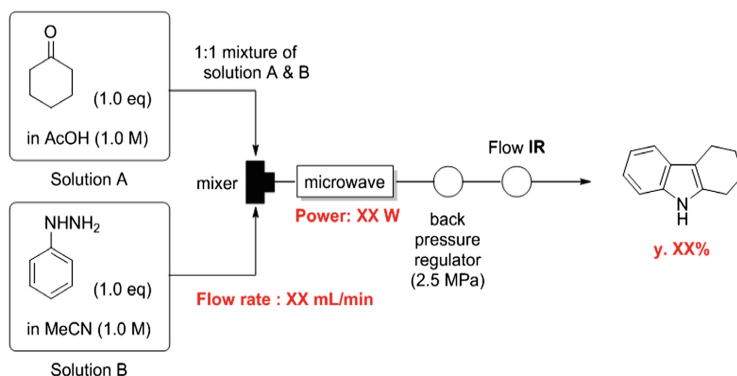 O
(1.0 eq)
in AcOH (1.0 M)
Solution A
1:1 mixture of
solution A & B
mixer
microwave
Power: XX W
Flow IR
back
pressure
regulator
(2.5 MPa)
N
H
y. XX%
NHNH2
(1.0 eq)
in MeCN (1.0 M)
Solution B
Flow rate : XX mL/min